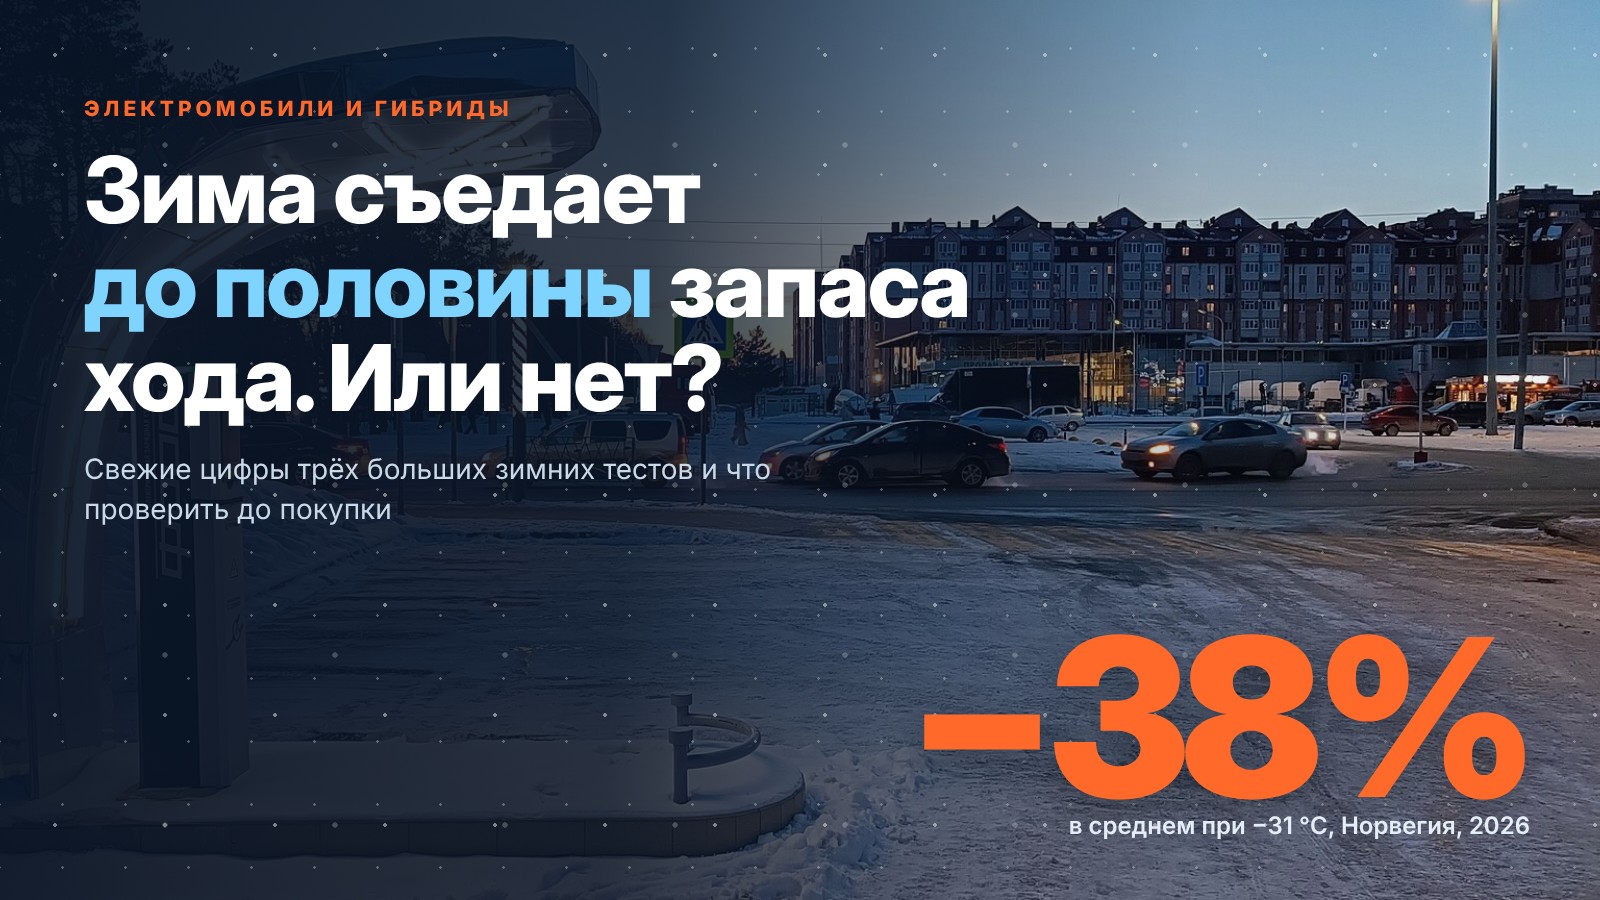 ЭЛЕКТРОМОБИЛИ И ГИБРИДЫ
Зима съедает
до половины запаса
хода. Или нет?
Свежие цифры трёх больших зимних тестов и что
проверить до покупки
−38%
в среднем при −31 °C, Норвегия, 2026